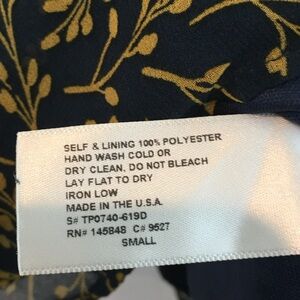 SELF & LINING 100% POLYESTER
HAND WASH COLD OR
DRY CLEAN. DO NOT BLEACH
LAY FLAT TO DRY
IRON LOW
MADE IN THE U.S.A.
S# TP0740-619D
RN# 145848 C# 9527
SMALL